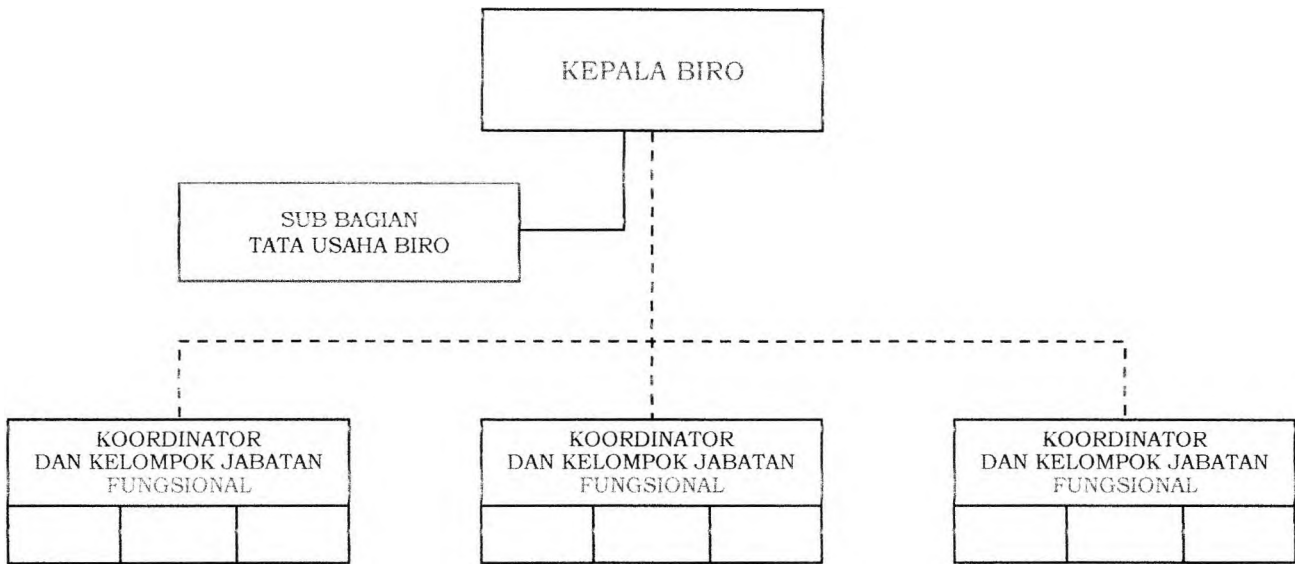 KEPALA BIRO
SUB BAGIAN
TATA USAHA BIRO
KOORDINATOR
DAN KELOMPOK JABATAN
FUNGSIONAL
KOORDINATOR
DAN KELOMPOK JABATAN
FUNGSIONAL
KOORDINATOR
DAN KELOMPOK JABATAN
FUNGSIONAL